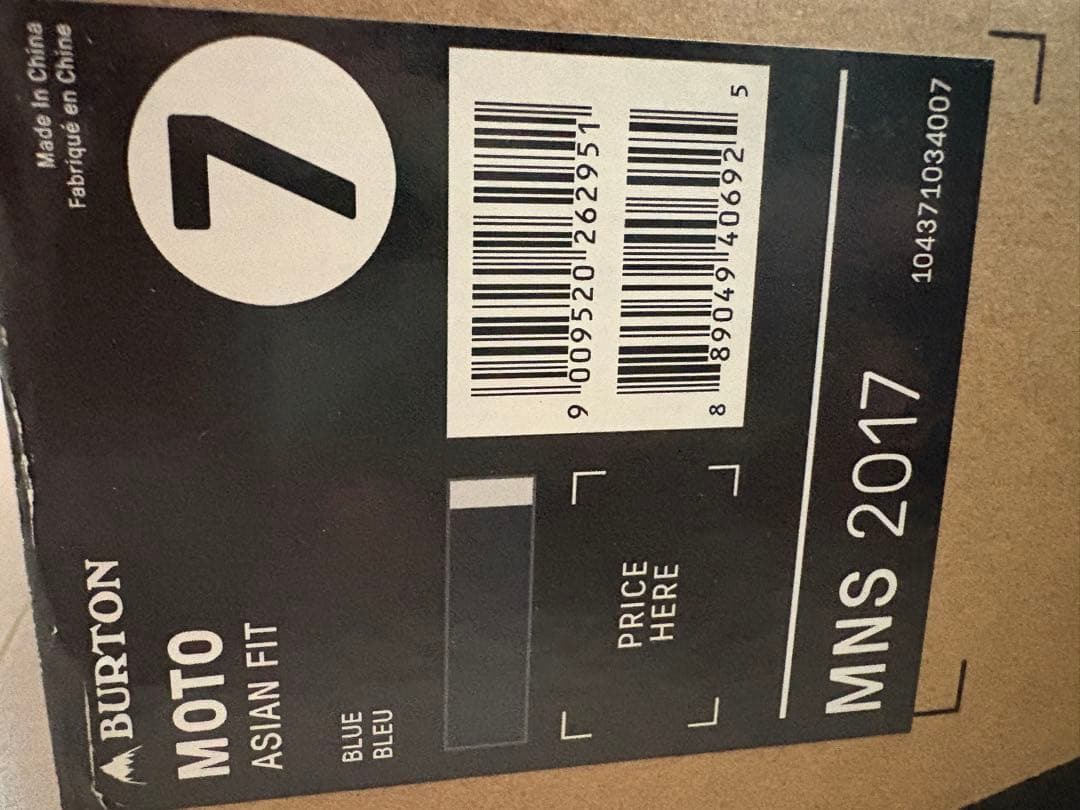 BURTON
MOTO
ASIAN FIT
BLUE
BLEU
Made In China
Fabriqué en Chine
7
9 009520 262951
8 89049 40692 5
PRICE
HERE
MNS 2017
104371034007